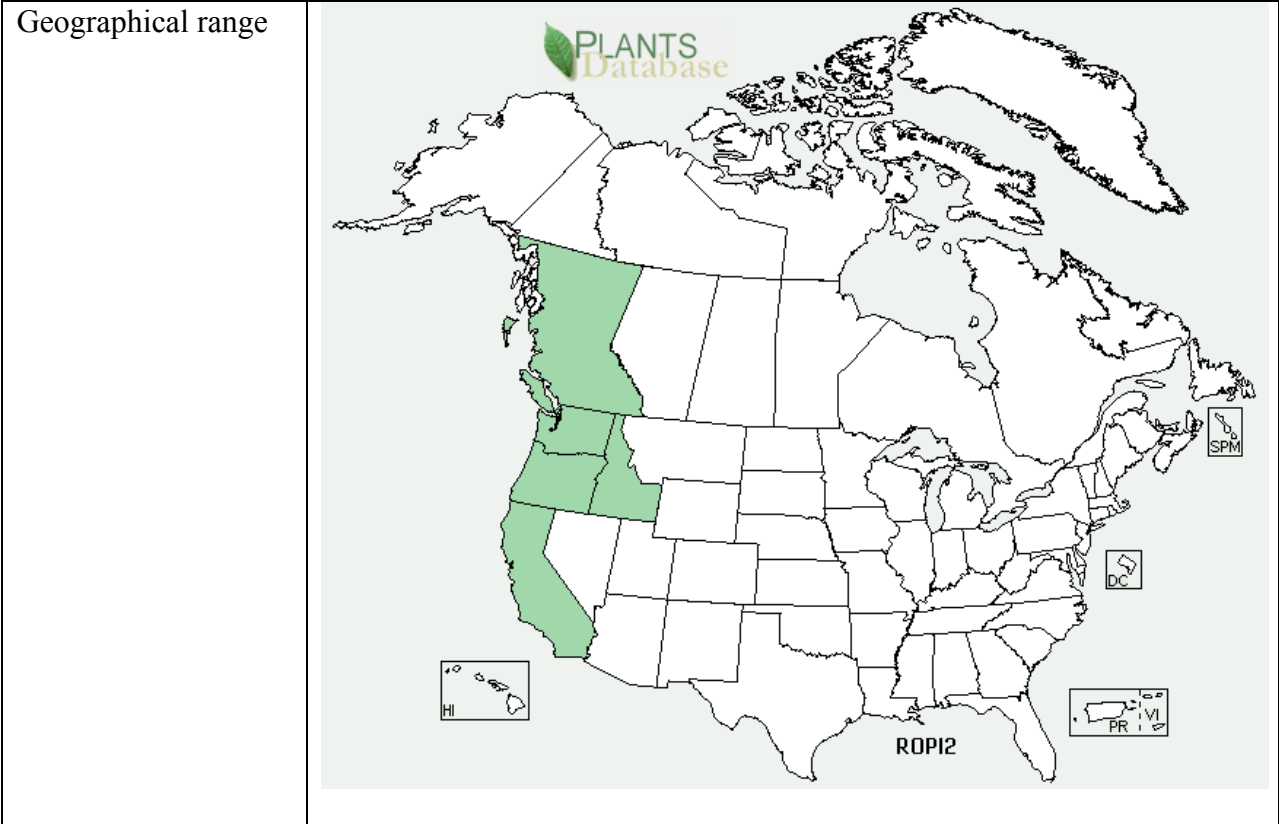 Geographical range
PLANTS
Database
SPM
DC
HI
PR
VI
ROPI2